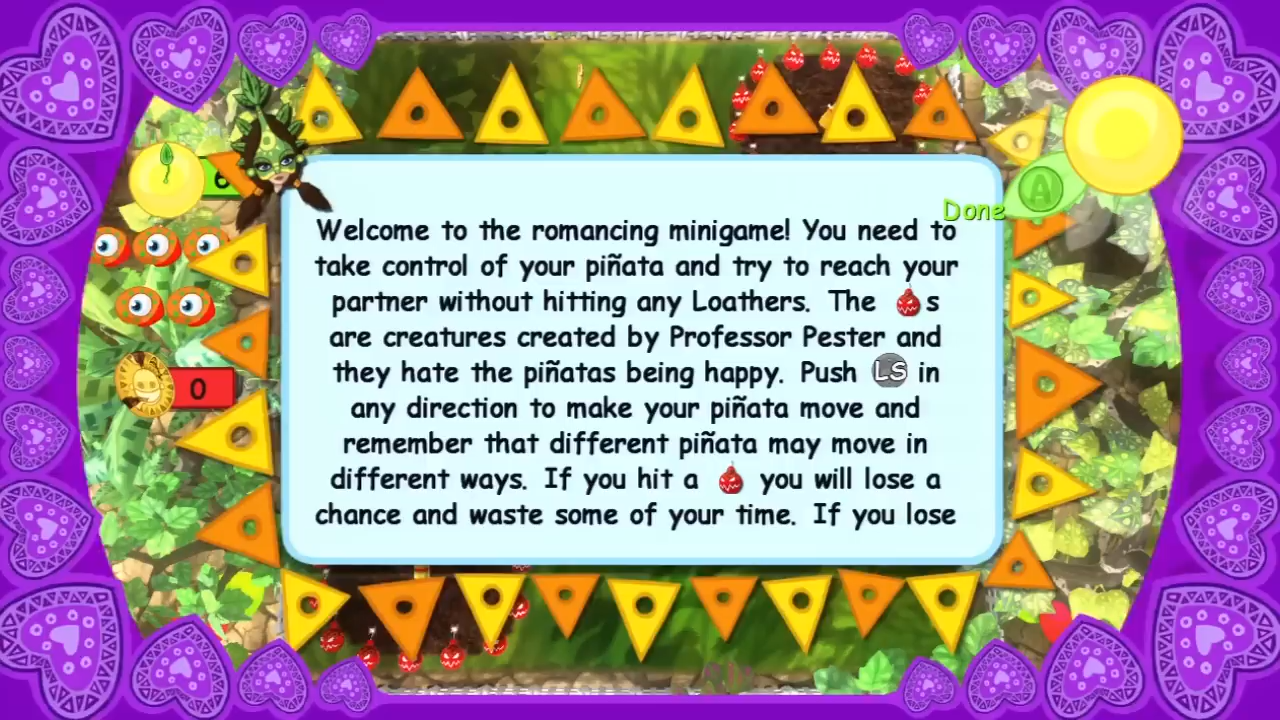 6
A
Done
0
Welcome to the romancing minigame! You need to
take control of your piñata and try to reach your
partner without hitting any Loathers. The s
are creatures created by Professor Pester and
they hate the piñatas being happy. Push LS in
any direction to make your piñata move and
remember that different piñata may move in
different ways. If you hit a you will lose a
chance and waste some of your time. If you lose